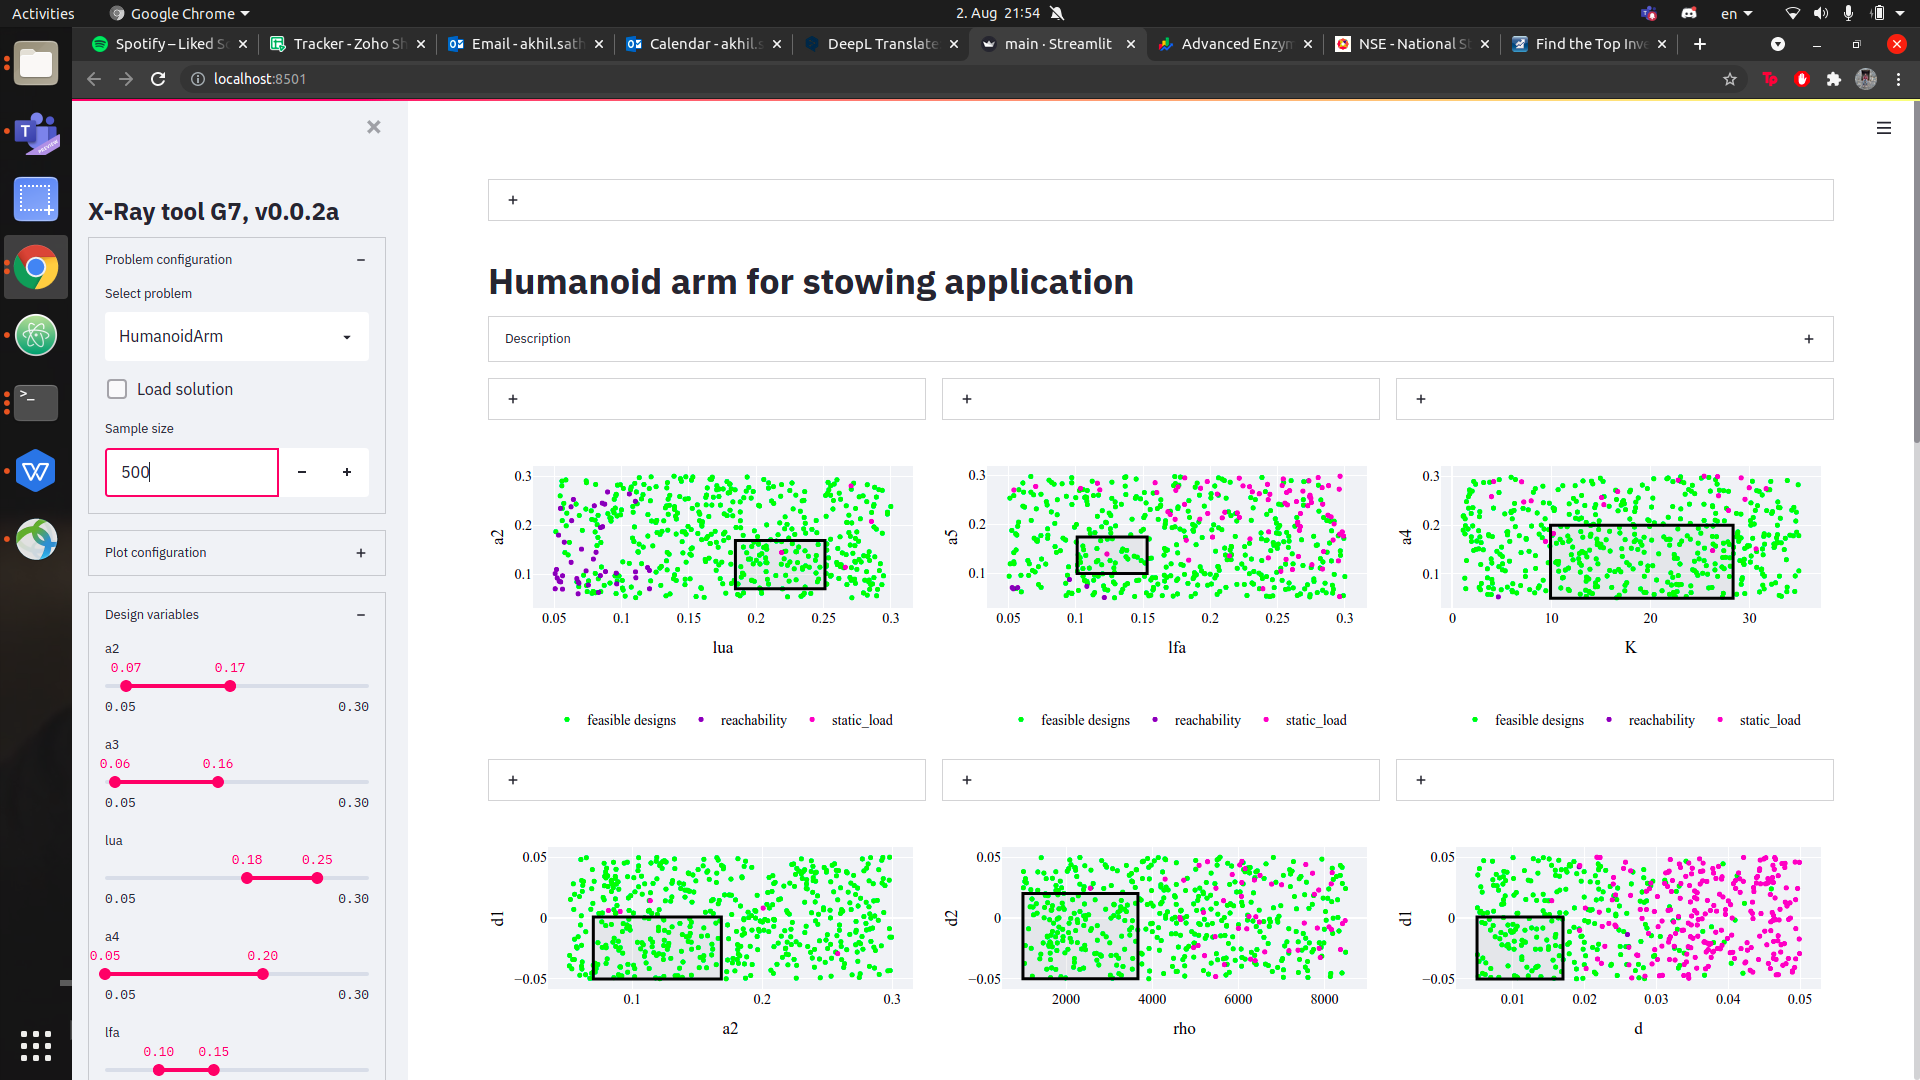 Activities Google Chrome 2. Aug 21:54 en
Spotify – Liked S Tracker - Zoho Sh Email - akhil.sath Calendar - akhil.s DeepL Translate main · Streamlit Advanced Enzym NSE - National S Find the Top Inve
localhost:8501
X-Ray tool G7, v0.0.2a
Problem configuration
Select problem
HumanoidArm
Load solution
Sample size
500
Plot configuration
Design variables
a2
0.07 0.17
0.05 0.30
a3
0.06 0.16
0.05 0.30
lua
0.18 0.25
0.05 0.30
a4
0.05 0.20
0.05 0.30
lfa
0.10 0.15
+
Humanoid arm for stowing application
Description +
+ + +
0.3
0.2
0.1
a2
0.05 0.1 0.15 0.2 0.25 0.3
lua
feasible designs reachability static_load
0.3
0.2
0.1
a5
0.05 0.1 0.15 0.2 0.25 0.3
lfa
feasible designs reachability static_load
0.3
0.2
0.1
a4
0 10 20 30
K
feasible designs reachability static_load
+ + +
0.05
0
−0.05
d1
0.1 0.2 0.3
a2
0.05
0
−0.05
d2
2000 4000 6000 8000
rho
0.05
0
−0.05
d1
0.01 0.02 0.03 0.04 0.05
d